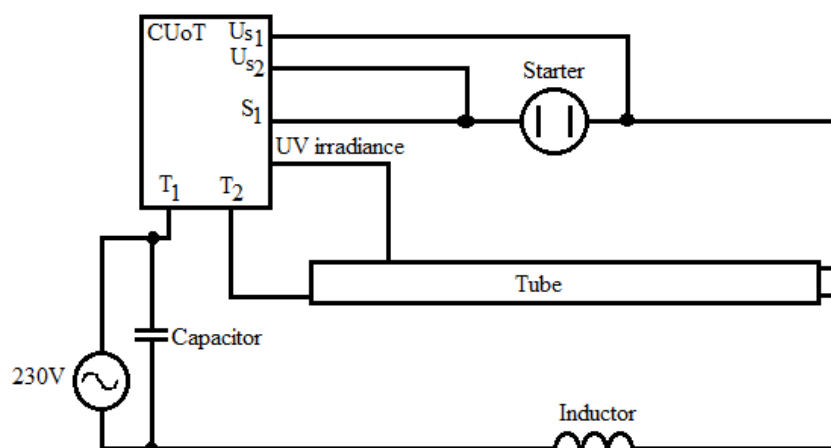 CUoT
Us1
Us2
S1
Starter
UV irradiance
T1
T2
Tube
Capacitor
230V
Inductor